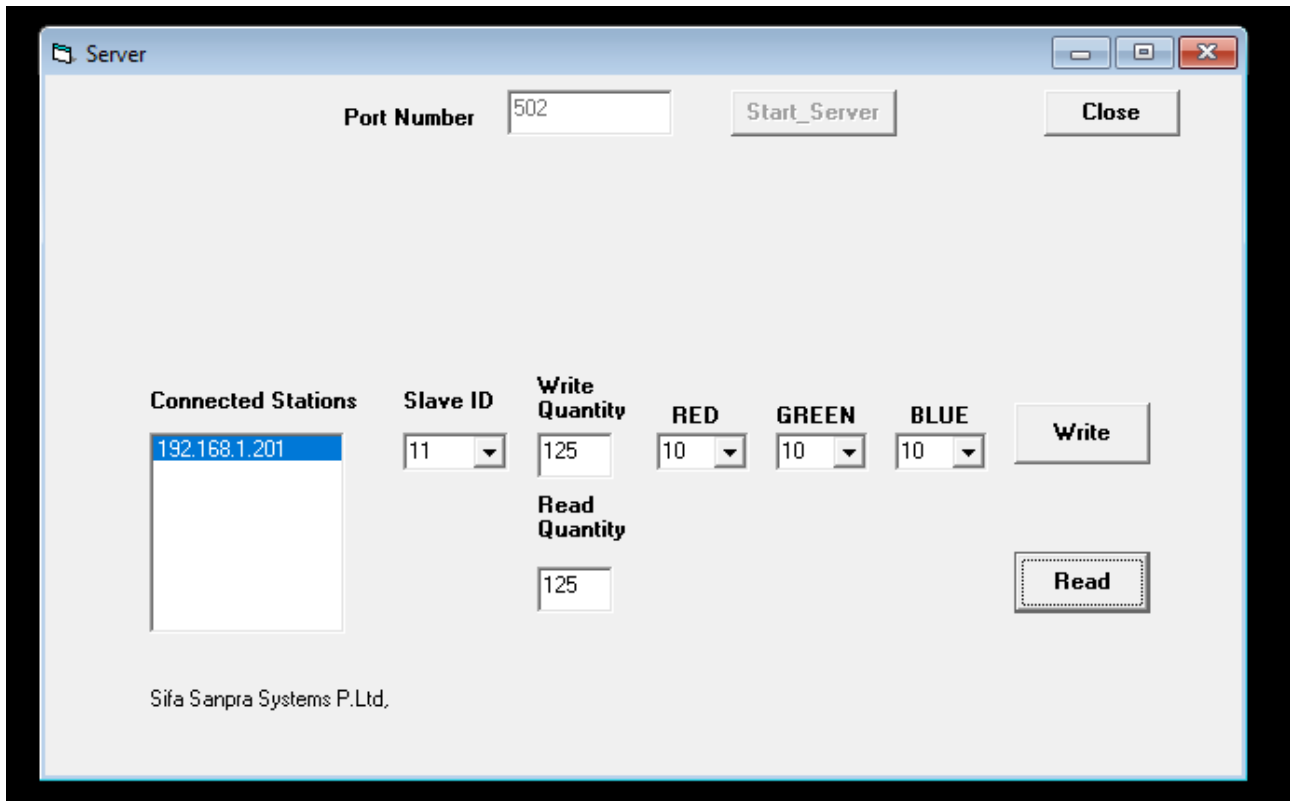 Server
Port Number 502 Start_Server Close
Connected Stations Slave ID Write Quantity RED GREEN BLUE
192.168.1.201 11 125 10 10 10 Write
Read Quantity
125 Read
Sifa Sanpra Systems P.Ltd,